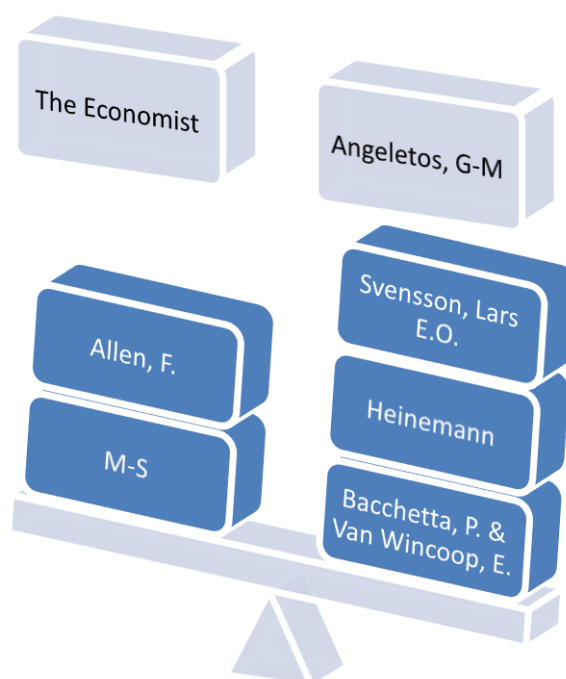 The Economist
Angeletos, G-M
Allen, F.
M-S
Svensson, Lars
E.O.
Heinemann
Bacchetta, P. &
Van Wincoop, E.